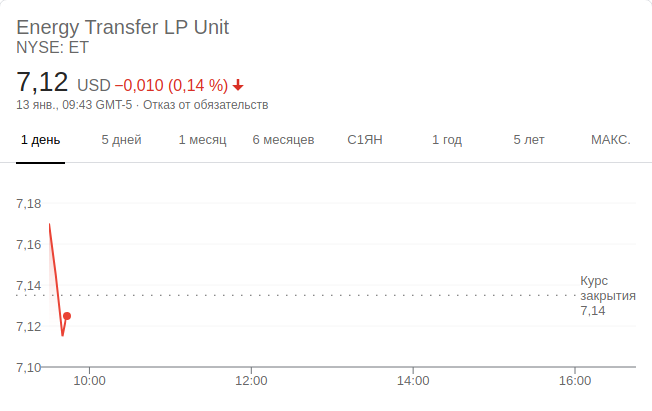 Energy Transfer LP Unit
NYSE: ET
7,12 USD −0,010 (0,14 %)
13 янв., 09:43 GMT-5 · Отказ от обязательств
1 день 5 дней 1 месяц 6 месяцев С1ЯН 1 год 5 лет МАКС.
7,18
7,16
7,14
7,12
7,10
Курс
закрытия
7,14
10:00 12:00 14:00 16:00